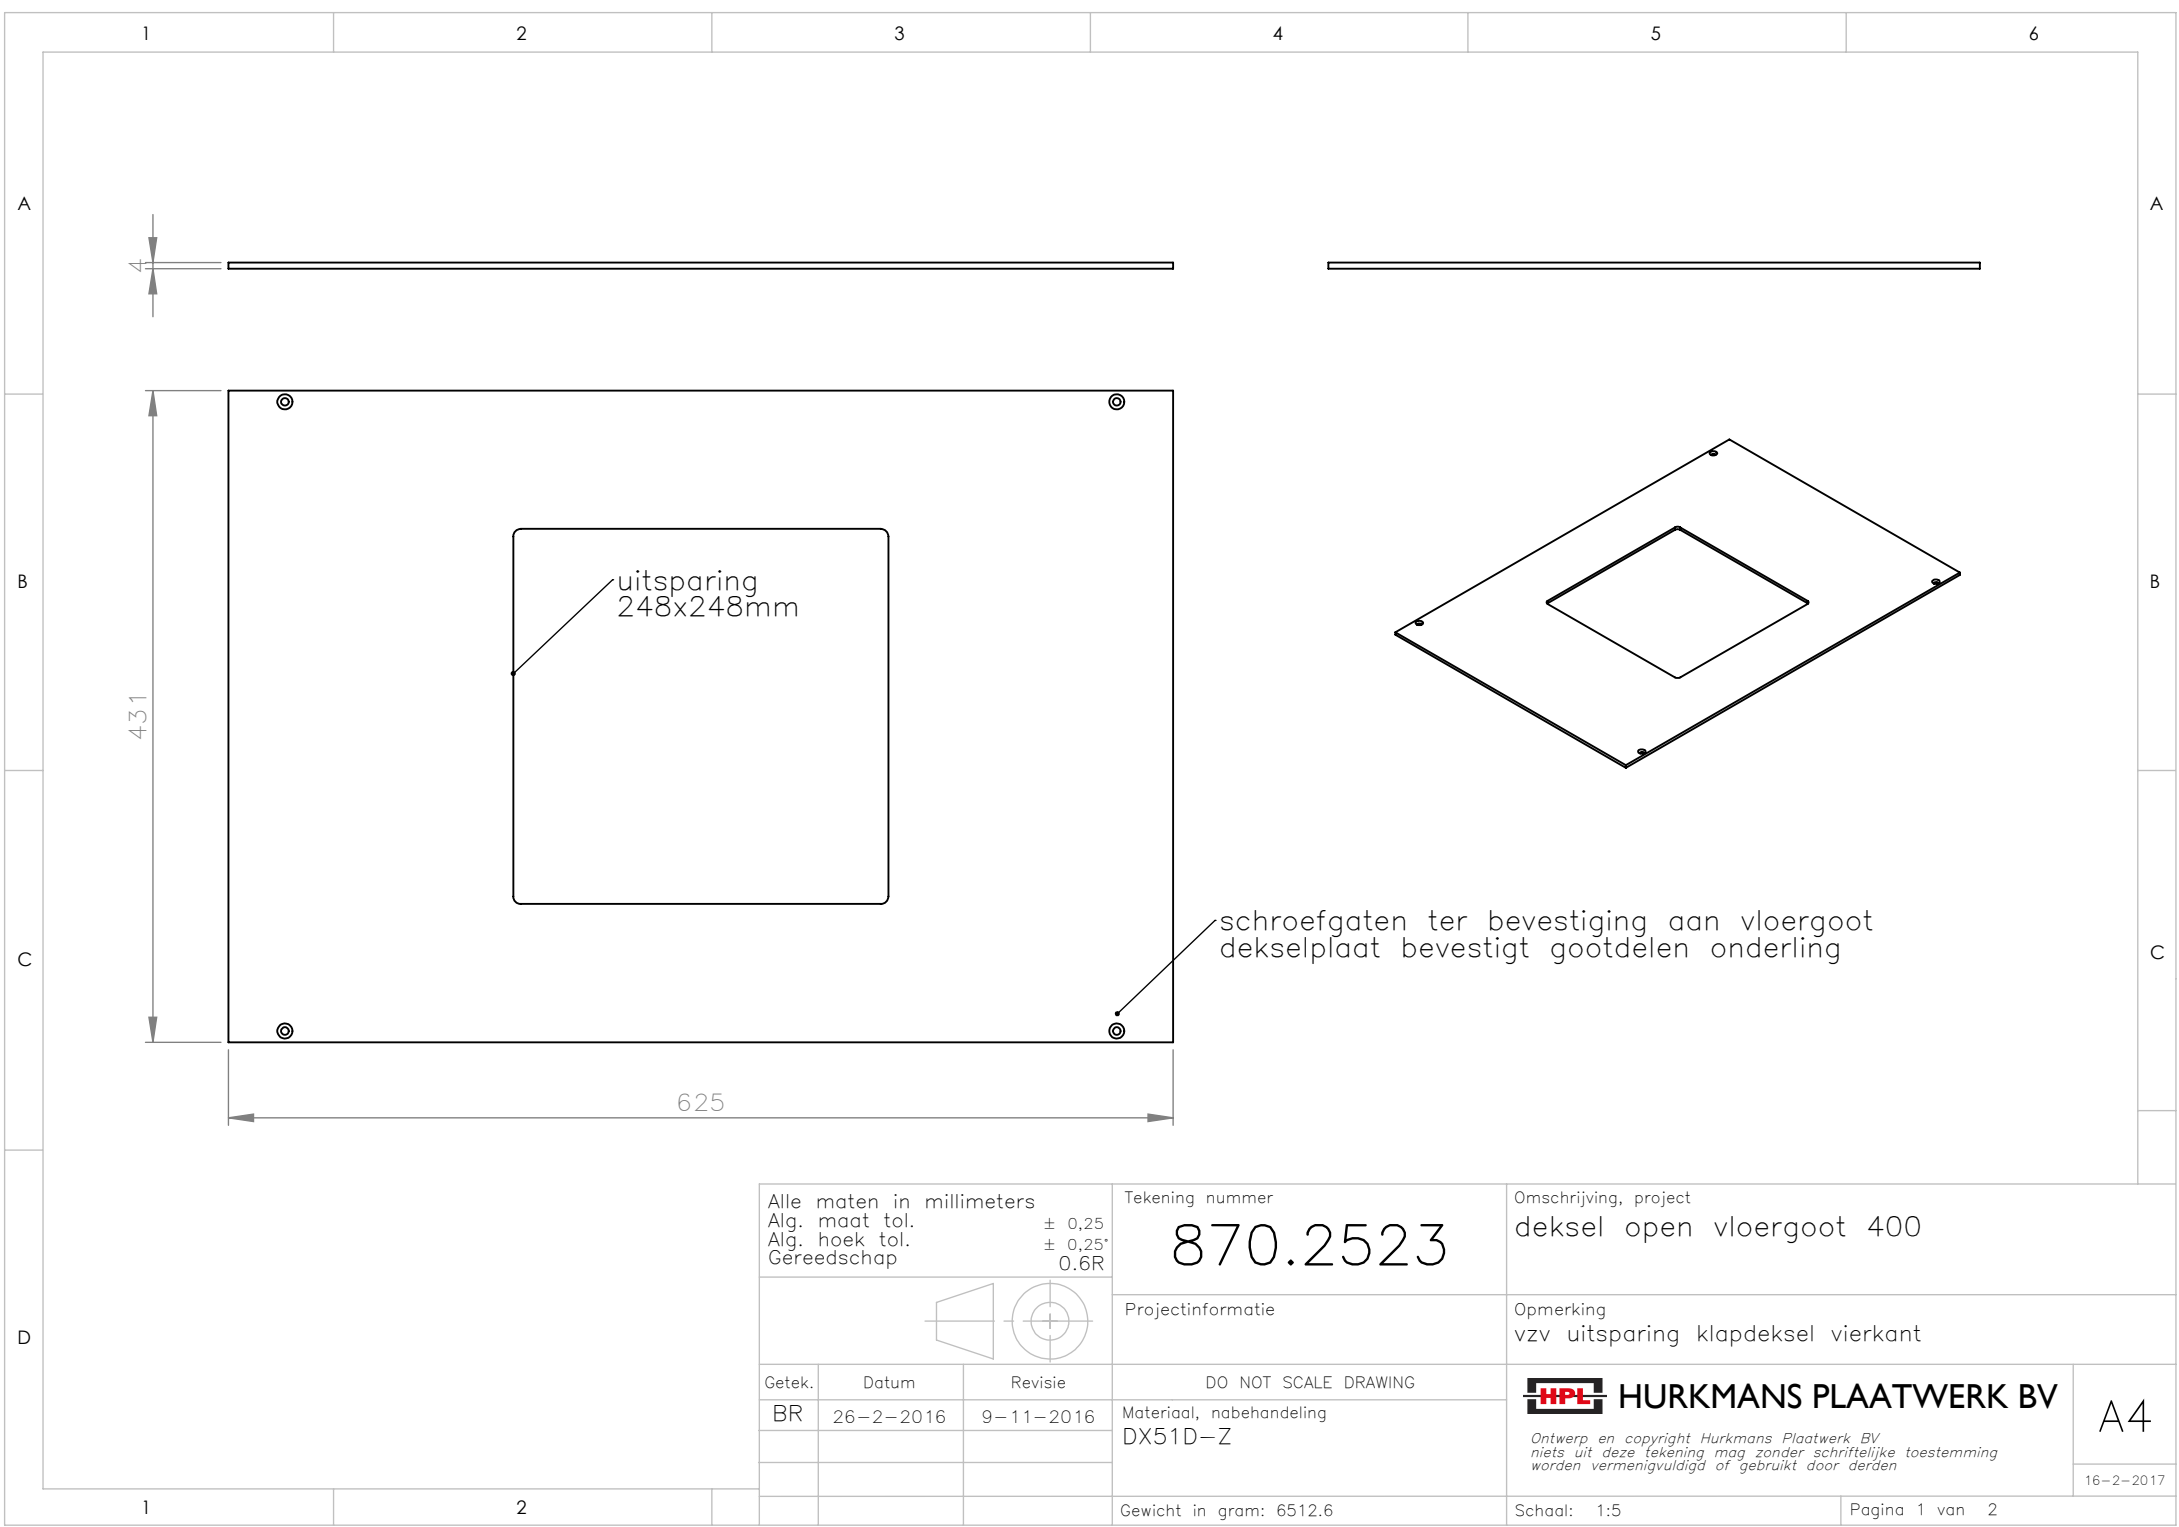 1 2 3 4 5 6
A A
4
B B
uitsparing
248x248mm
431
schroefgaten ter bevestiging aan vloergoot
dekselplaat bevestigt gootdelen onderling
C C
625
Alle maten in millimeters
Alg. maat tol. ± 0,25
Alg. hoek tol. ± 0,25°
Gereedschap 0.6R
Tekening nummer
870.2523
Omschrijving, project
deksel open vloergoot 400
D
Projectinformatie
Opmerking
vzv uitsparing klapdeksel vierkant
Getek. Datum Revisie
BR 26-2-2016 9-11-2016
DO NOT SCALE DRAWING
Materiaal, nabehandeling
DX51D-Z
HPL HURKMANS PLAATWERK BV
Ontwerp en copyright Hurkmans Plaatwerk BV
niets uit deze tekening mag zonder schriftelijke toestemming
worden vermenigvuldigd of gebruikt door derden
A4
16-2-2017
1 2
Gewicht in gram: 6512.6
Schaal: 1:5
Pagina 1 van 2